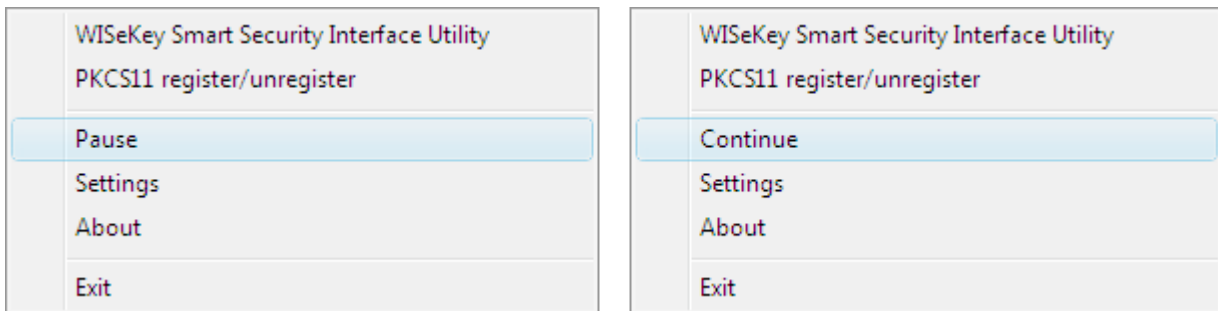 WISeKey Smart Security Interface Utility
PKCS11 register/unregister
Pause
Settings
About
Exit
WISeKey Smart Security Interface Utility
PKCS11 register/unregister
Continue
Settings
About
Exit